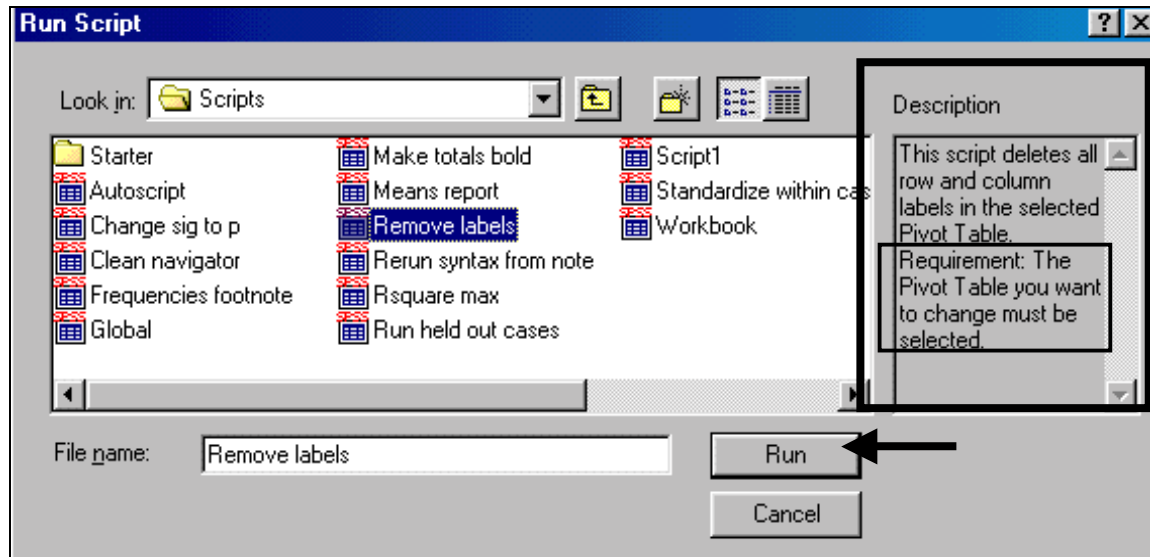 Run Script
Look in: Scripts
Description
Starter
Autoscript
Change sig to p
Clean navigator
Frequencies footnote
Global
Make totals bold
Means report
Remove labels
Rerun syntax from note
Rsquare max
Run held out cases
Script1
Standardize within cas
Workbook
This script deletes all
row and column
labels in the selected
Pivot Table.
Requirement: The
Pivot Table you want
to change must be
selected.
File name: Remove labels
Run
Cancel